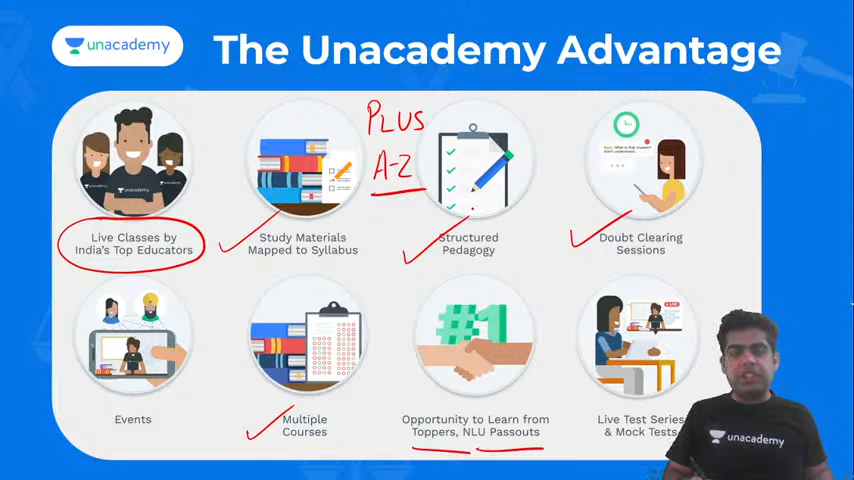 unacademy
The Unacademy Advantage
PLUS
A-Z
unacademy
Live Classes by
India's Top Educators
Study Materials
Mapped to Syllabus
Structured
Pedagogy
Doubt Clearing
Sessions
#1
Events
Multiple
Courses
Opportunity to Learn from
Toppers, NLU Passouts
Live Test Series
& Mock Tests
unacademy